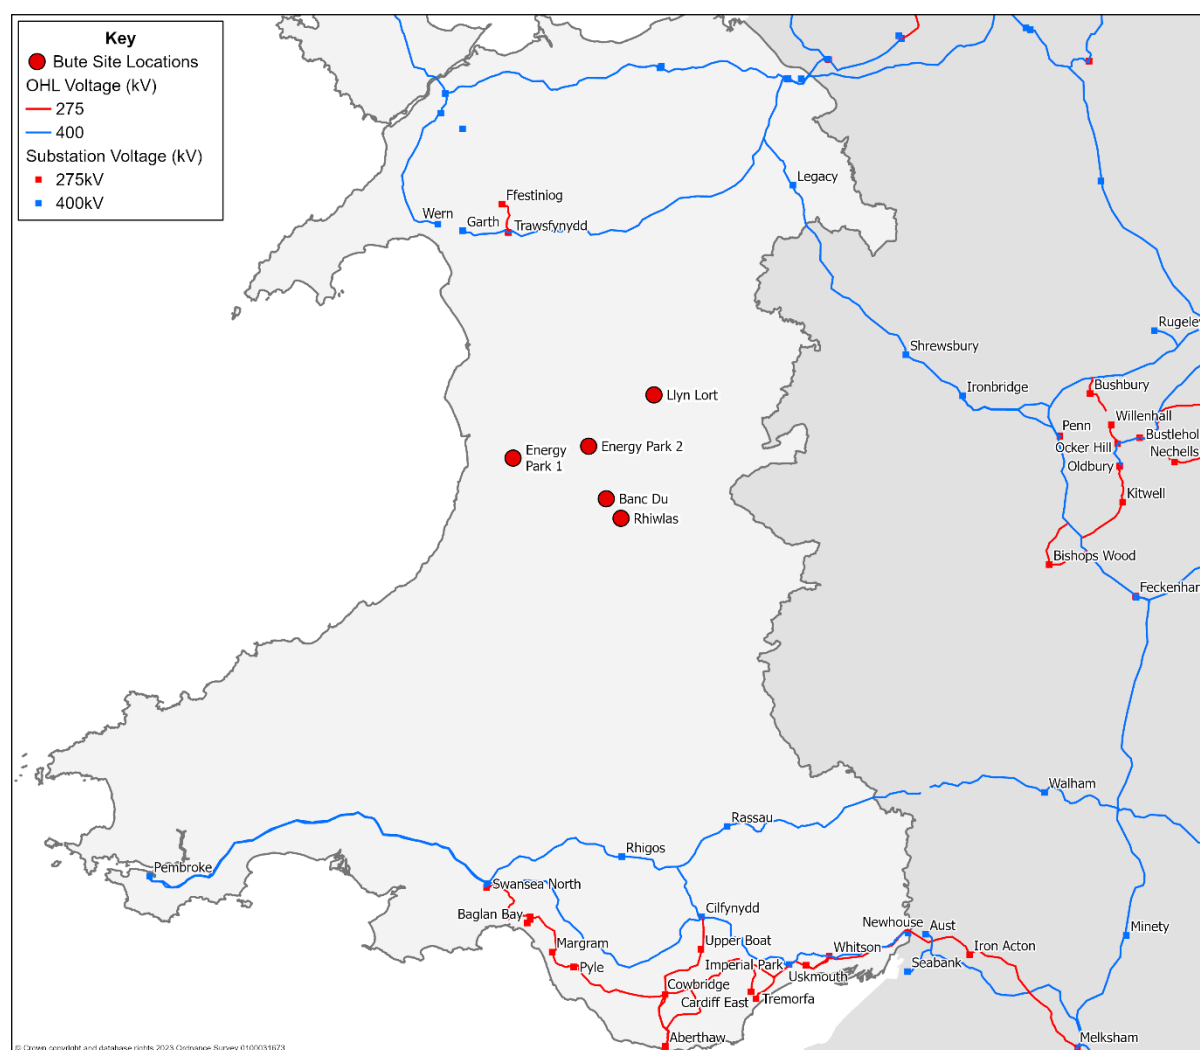 Key
Bute Site Locations
OHL Voltage (kV)
275
400
Substation Voltage (kV)
275kV
400kV
Ffestiniog
Wern
Garth
Trawsfynydd
Legacy
Shrewsbury
Ironbridge
Rugeley
Bushbury
Willenhall
Penn
Ocker Hill
Bustlehol
Nechells
Oldbury
Kitwell
Bishops Wood
Feckenham
Llyn Lort
Energy
Park 1
Energy Park 2
Banc Du
Rhiwlas
Walham
Rassau
Rhigos
Pembroke
Swansea North
Baglan Bay
Cilfynydd
Margram
Upper Boat
Pyle
Newhouse
Aust
Minety
Whitson
Iron Acton
Imperial Park
Uskmouth
Seabank
Cowbridge
Cardiff East
Tremorfa
Aberthaw
Melksham
© Crown copyright and database rights 2023 Ordnance Survey 0100031673